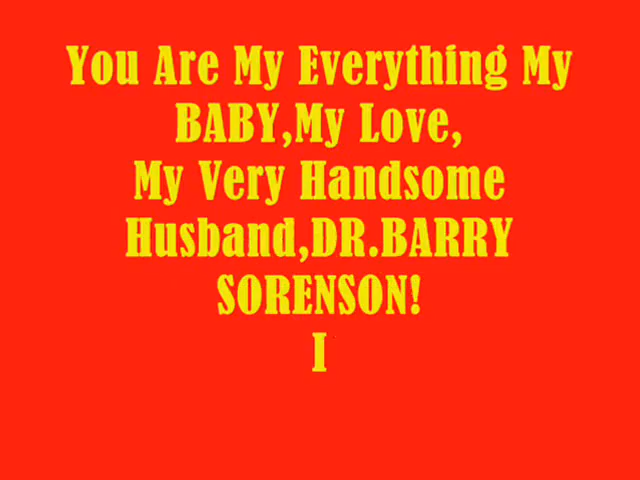 You Are My Everything My
BABY,My Love,
My Very Handsome
Husband,DR.BARRY
SORENSON!
I